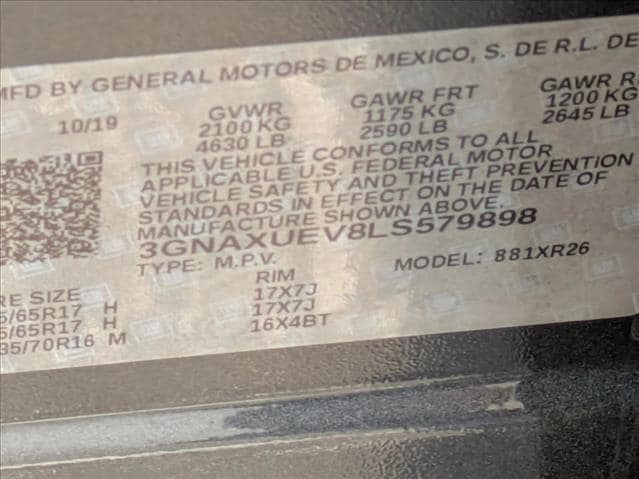 MFD BY GENERAL MOTORS DE MEXICO, S. DE R.L. DE
10/19 GVWR GAWR FRT GAWR R
2100 KG 1175 KG 1200 KG
4630 LB 2590 LB 2645 LB
THIS VEHICLE CONFORMS TO ALL
APPLICABLE U.S. FEDERAL MOTOR
VEHICLE SAFETY AND THEFT PREVENTION
STANDARDS IN EFFECT ON THE DATE OF
MANUFACTURE SHOWN ABOVE.
3GNAXUEV8LS579898
TYPE: M.P.V. MODEL: 881XR26
RE SIZE RIM
5/65R17 H 17X7J
5/65R17 H 17X7J
35/70R16 M 16X4BT